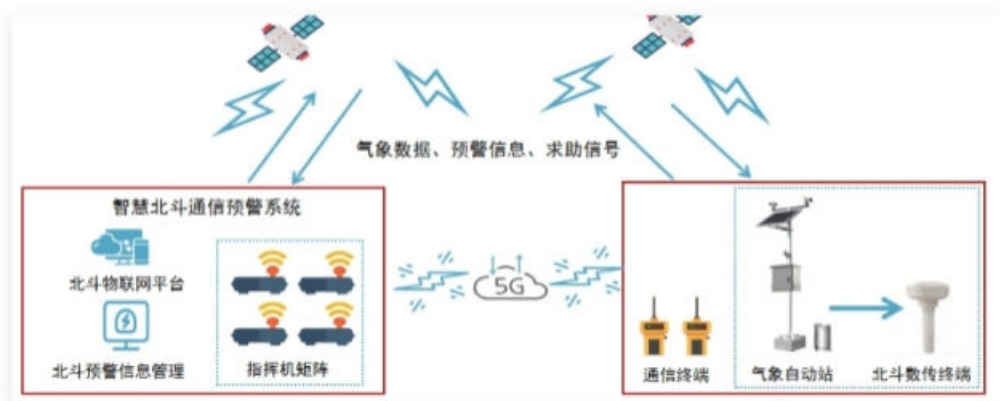 气象数据、预警信息、求助信号
智慧北斗通信预警系统
北斗物联网平台
北斗预警信息管理
指挥机矩阵
5G
通信终端
气象自动站
北斗数传终端